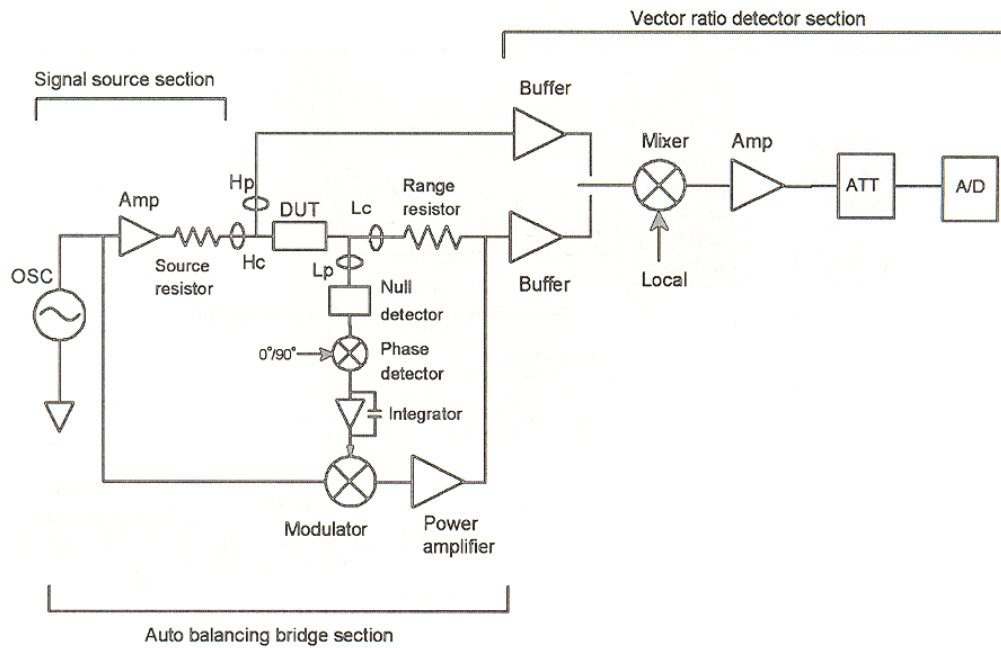 Vector ratio detector section
Signal source section
Buffer
Mixer
Amp
ATT
A/D
Hp
Amp
DUT
Lc
Range
resistor
Hc
Lp
Source
resistor
Buffer
Local
OSC
Null
detector
0°/90°
Phase
detector
Integrator
Modulator
Power
amplifier
Auto balancing bridge section